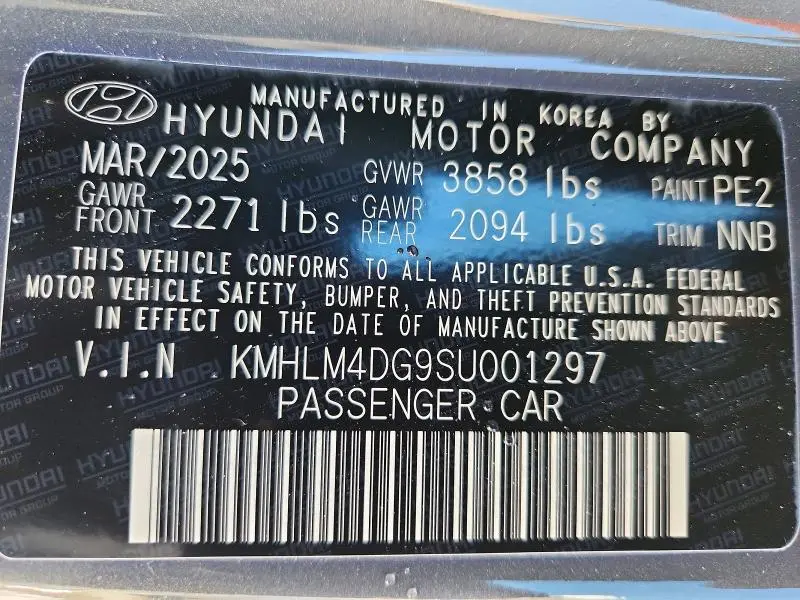 MANUFACTURED IN KOREA BY
HYUNDAI MOTOR COMPANY
MAR/2025 GVWR 3858 lbs PAINT PE2
GAWR FRONT 2271 lbs GAWR REAR 2094 lbs TRIM NNB
THIS VEHICLE CONFORMS TO ALL APPLICABLE U.S.A. FEDERAL
MOTOR VEHICLE SAFETY, BUMPER, AND THEFT PREVENTION STANDARDS
IN EFFECT ON THE DATE OF MANUFACTURE SHOWN ABOVE
V.I.N KMHLM4DG9SU001297
PASSENGER CAR